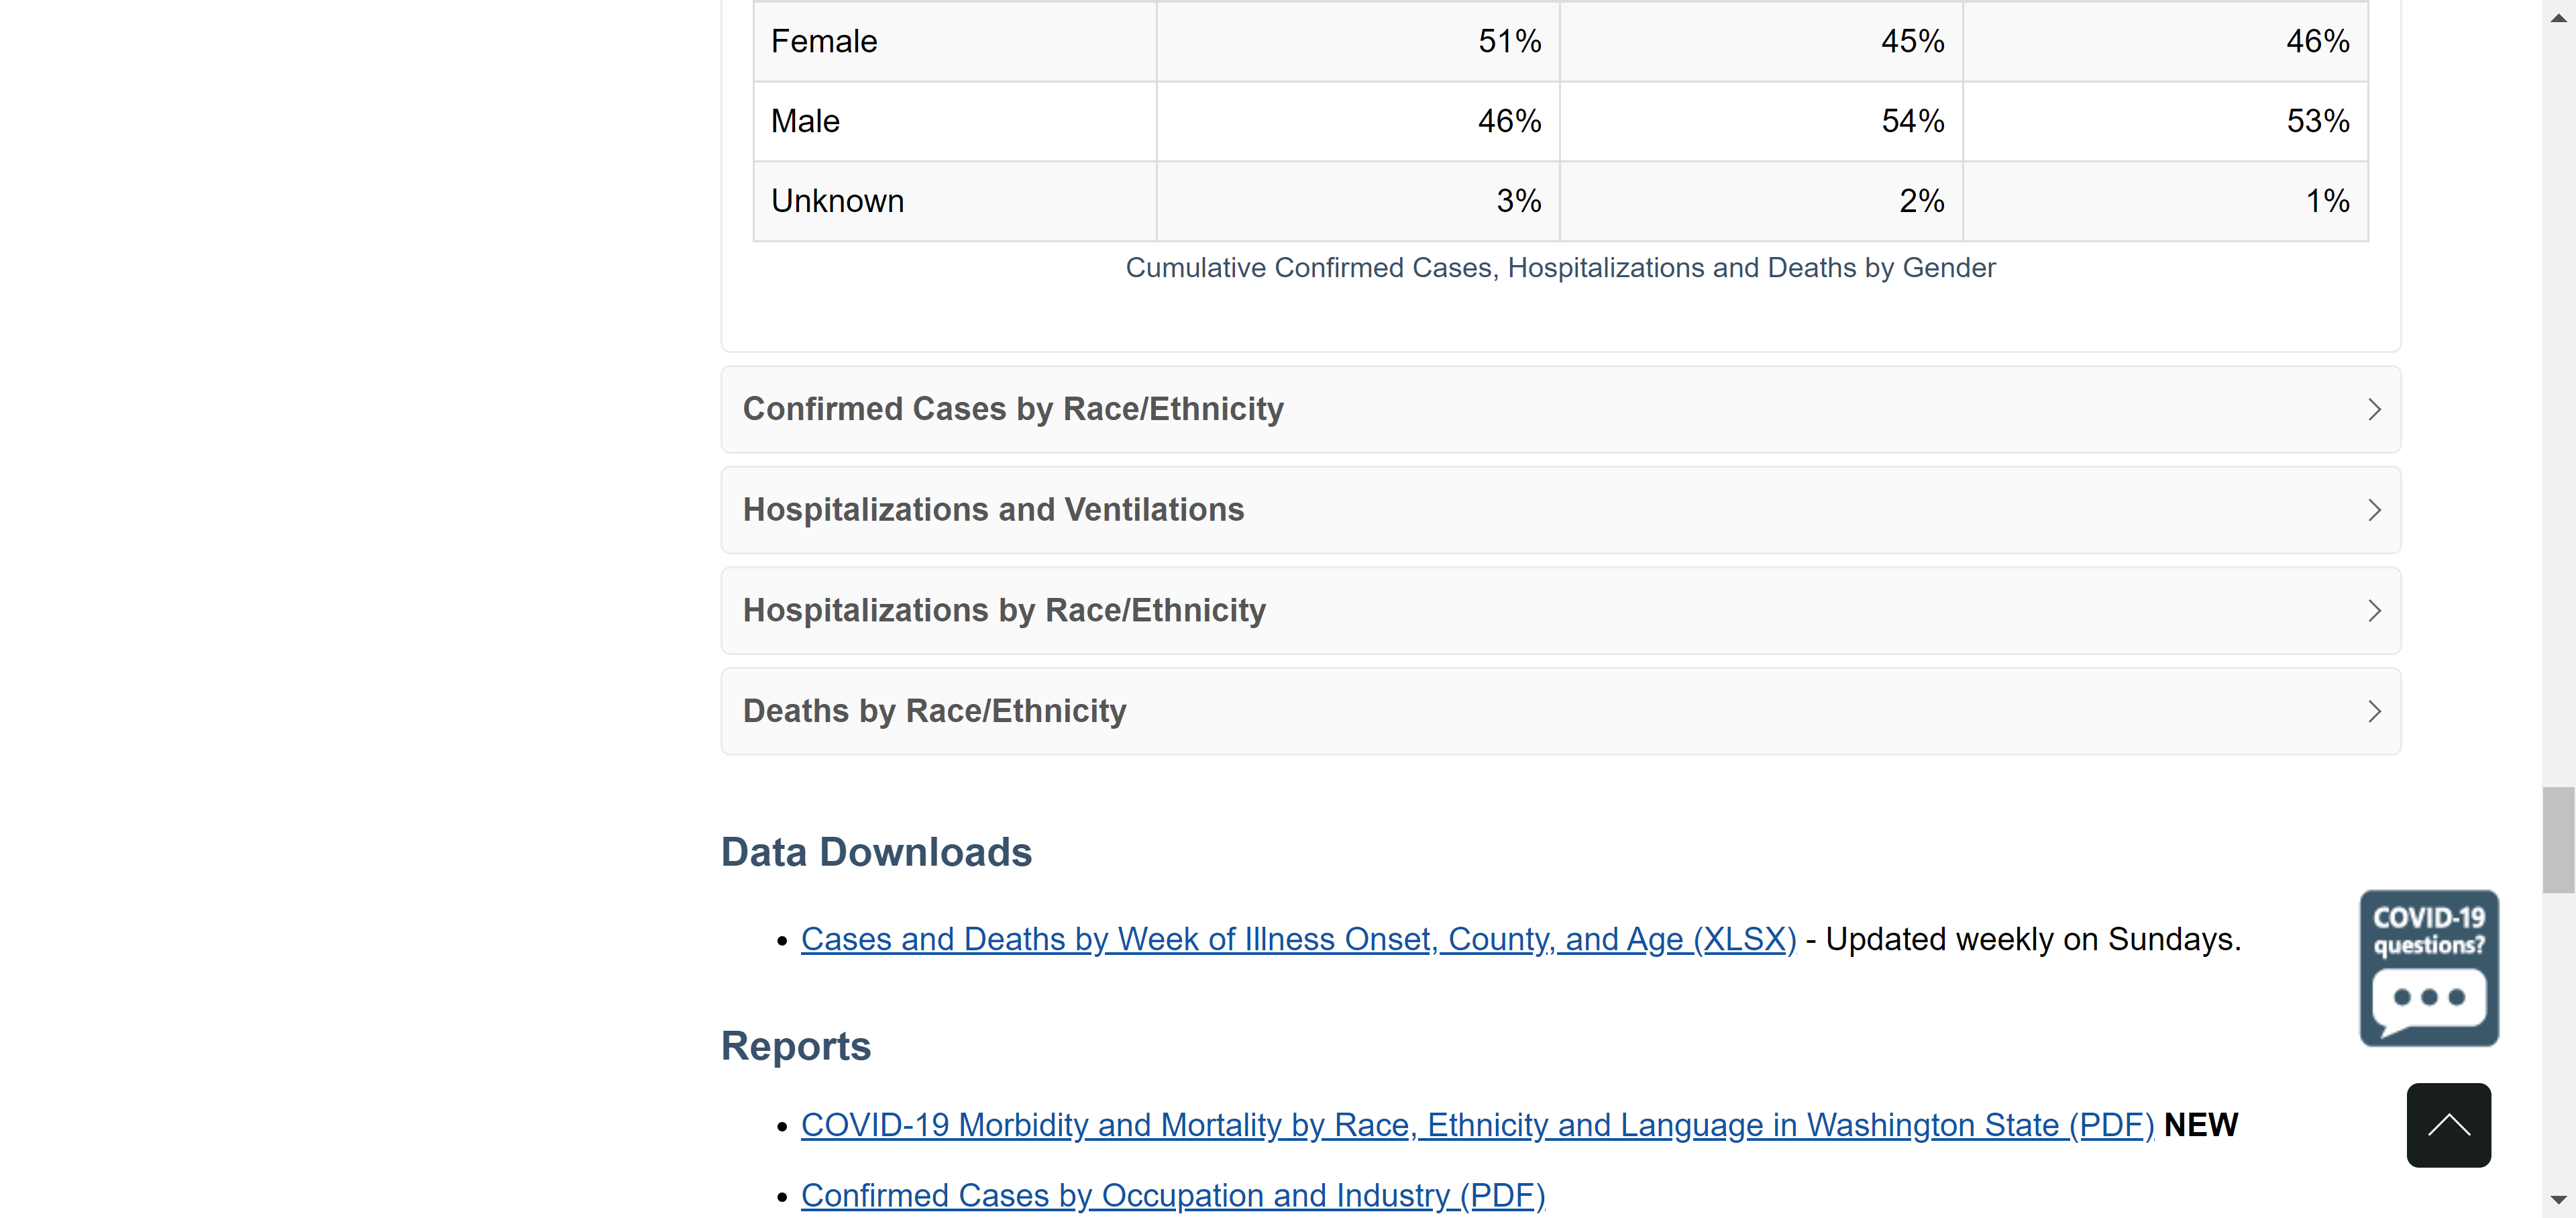 Female 51% 45% 46%
Male 46% 54% 53%
Unknown 3% 2% 1%
Cumulative Confirmed Cases, Hospitalizations and Deaths by Gender
Confirmed Cases by Race/Ethnicity
Hospitalizations and Ventilations
Hospitalizations by Race/Ethnicity
Deaths by Race/Ethnicity
Data Downloads
Cases and Deaths by Week of Illness Onset, County, and Age (XLSX) - Updated weekly on Sundays.
COVID-19
questions?
Reports
COVID-19 Morbidity and Mortality by Race, Ethnicity and Language in Washington State (PDF) NEW
Confirmed Cases by Occupation and Industry (PDF)